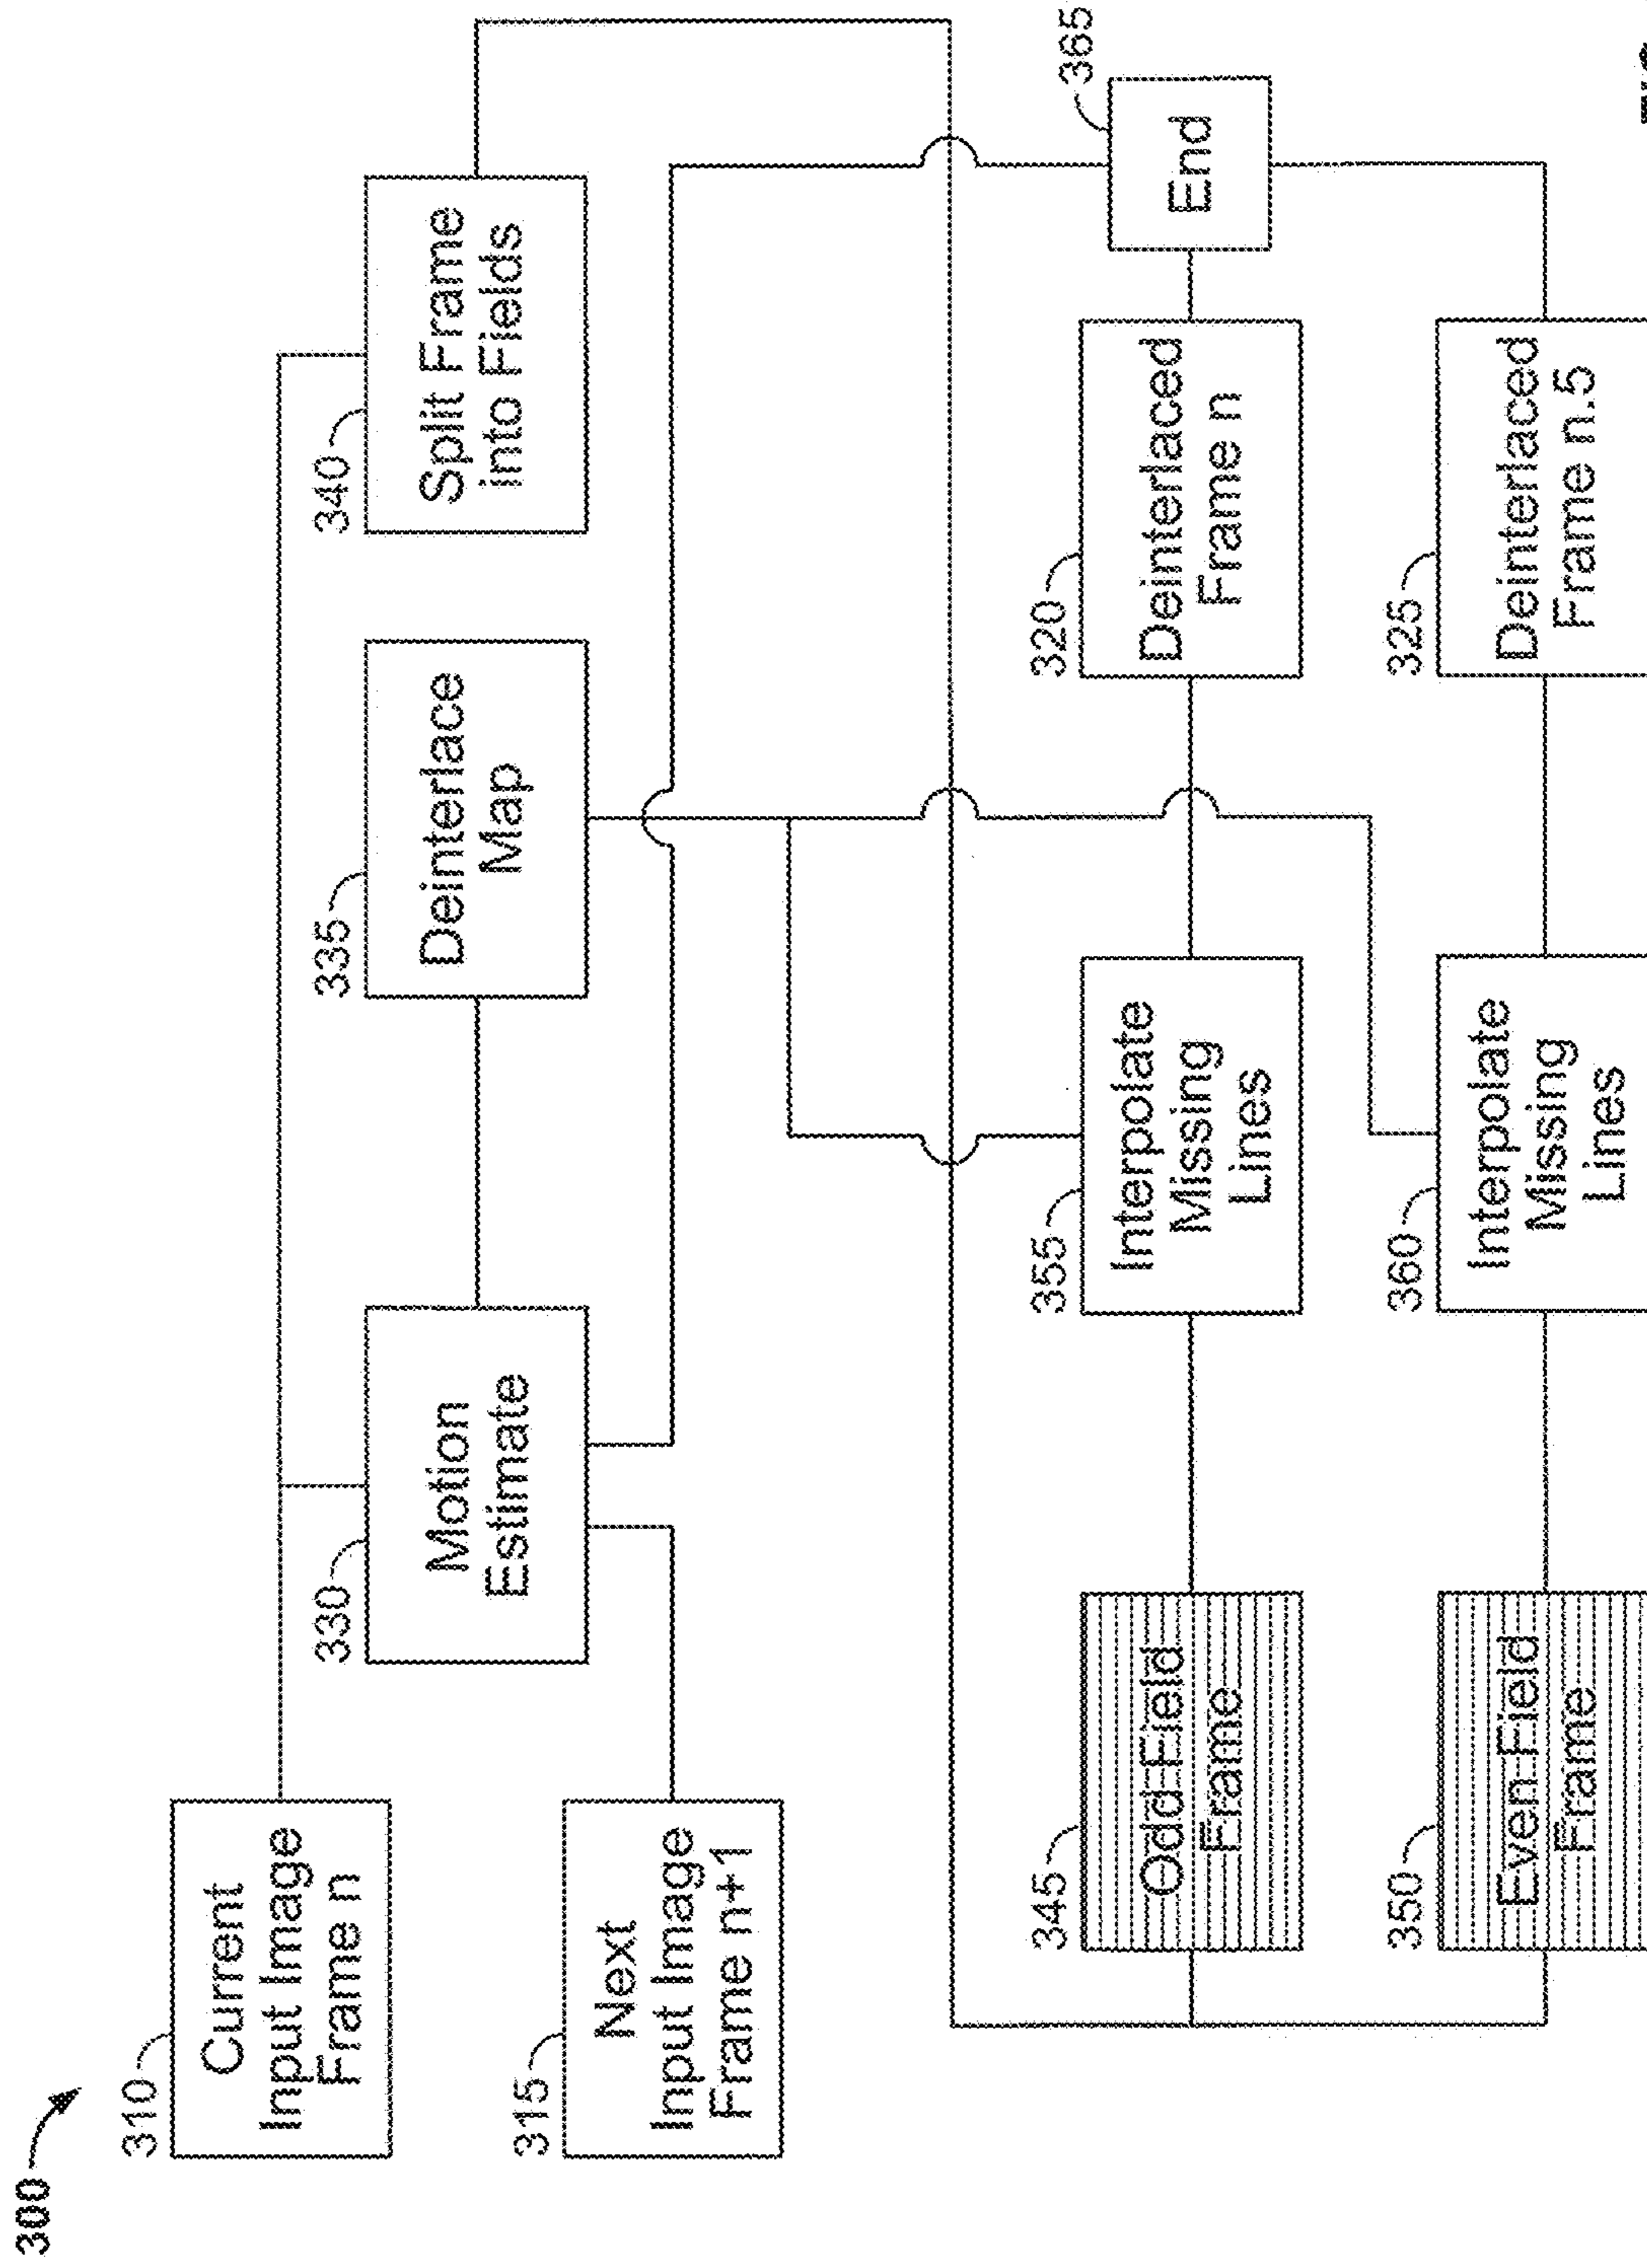 300
310
Current
Input Image
Frame n
315
Next
Input Image
Frame n+1
330
Motion
Estimate
335
Deinterlace
Map
340
Split Frame
into Fields
345
Odd Field
Frame
355
Interpolate
Missing
Lines
320
Deinterlaced
Frame n
365
End
350
Even Field
Frame
360
Interpolate
Missing
Lines
325
Deinterlaced
Frame n.5